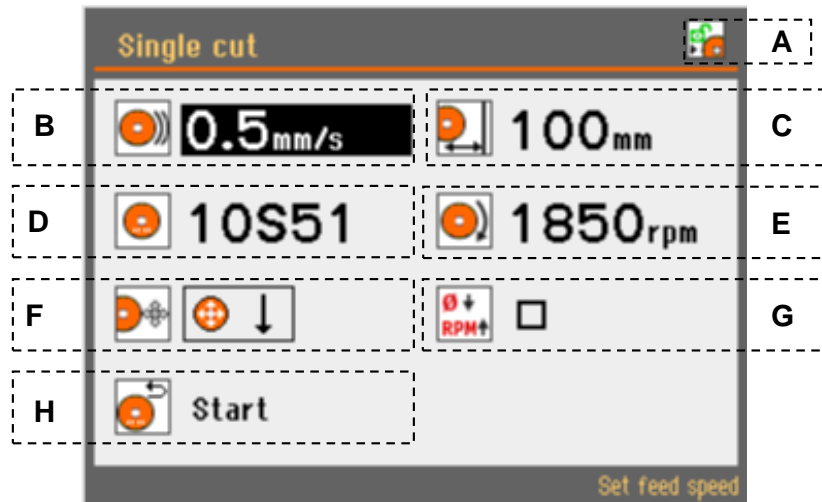 Single cut
A
B
0.5mm/s
100mm
C
D
10S51
1850rpm
E
F
Ø
RPM
G
H
Start
Set feed speed